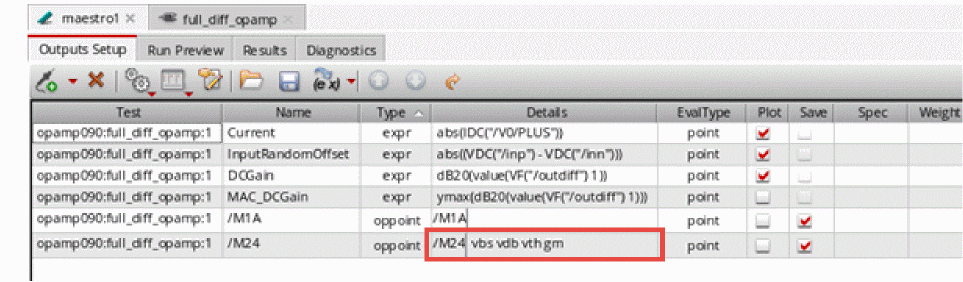 maestro1 full_diff_opamp
Outputs Setup Run Preview Results Diagnostics
(e x)
Test Name Type Details EvalType Plot Save Spec Weight
opamp090:full_diff_opamp:1 Current expr abs(IDC("/V0/PLUS")) point
opamp090:full_diff_opamp:1 InputRandomOffset expr abs((VDC("/inp") - VDC("/inn"))) point
opamp090:full_diff_opamp:1 DCGain expr dB20(value(VF("/outdiff") 1)) point
opamp090:full_diff_opamp:1 MAC_DCGain expr ymax(dB20(value(VF("/outdiff") 1))) point
opamp090:full_diff_opamp:1 /M1A oppoint /M1A point
opamp090:full_diff_opamp:1 /M24 oppoint /M24 vbs vdb vth gm point